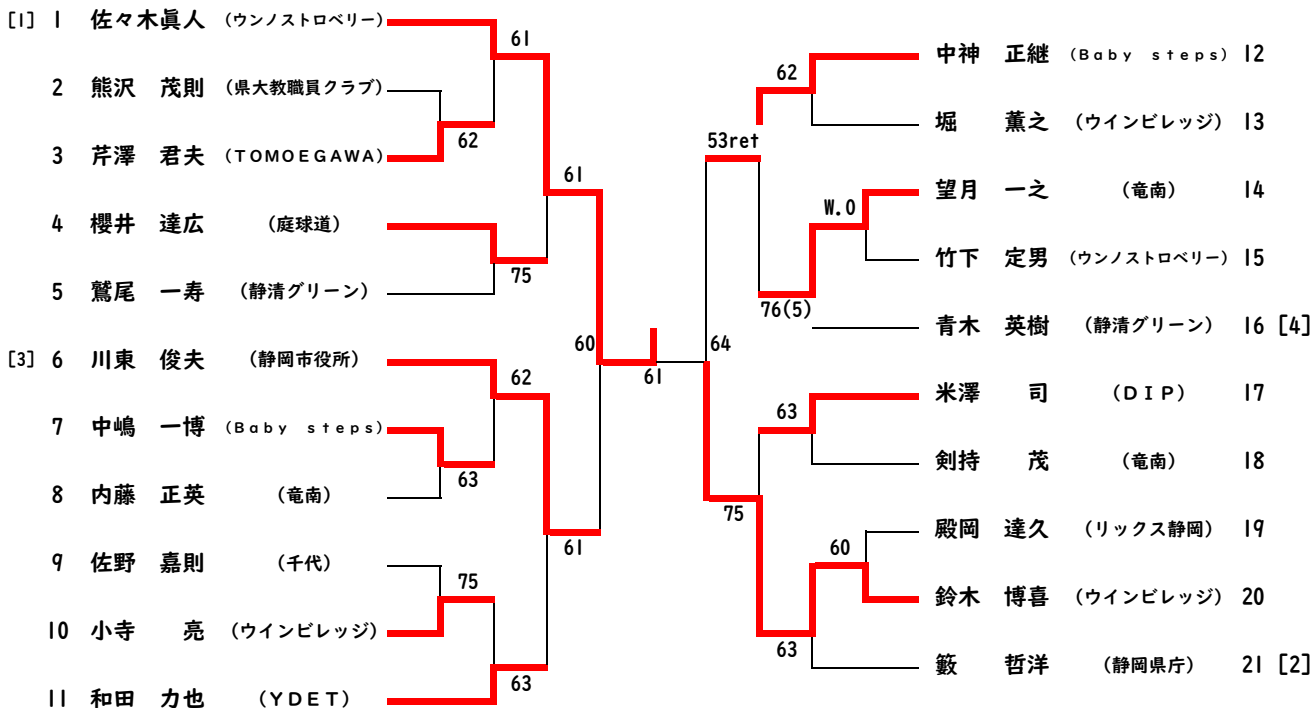 [1] 1 佐々木眞人 (ウンノストロベリー)
2 熊沢 茂則 (県大教職員クラブ)
3 芹澤 君夫 (TOMOEGAWA)
4 櫻井 達広 (庭球道)
5 鷲尾 一寿 (静清グリーン)
[3] 6 川東 俊夫 (静岡市役所)
7 中嶋 一博 (Baby steps)
8 内藤 正英 (竜南)
9 佐野 嘉則 (千代)
10 小寺 亮 (ウインビレッジ)
11 和田 力也 (YDET)
61
62
75
62
63
75
63
61
61
60
61
64
53ret
75
62
76(5)
W.O
63
60
63
中神 正継 (Baby steps) 12
堀 薫之 (ウインビレッジ) 13
望月 一之 (竜南) 14
竹下 定男 (ウンノストロベリー) 15
青木 英樹 (静清グリーン) 16 [4]
米澤 司 (DIP) 17
剣持 茂 (竜南) 18
殿岡 達久 (リックス静岡) 19
鈴木 博喜 (ウインビレッジ) 20
籔 哲洋 (静岡県庁) 21 [2]